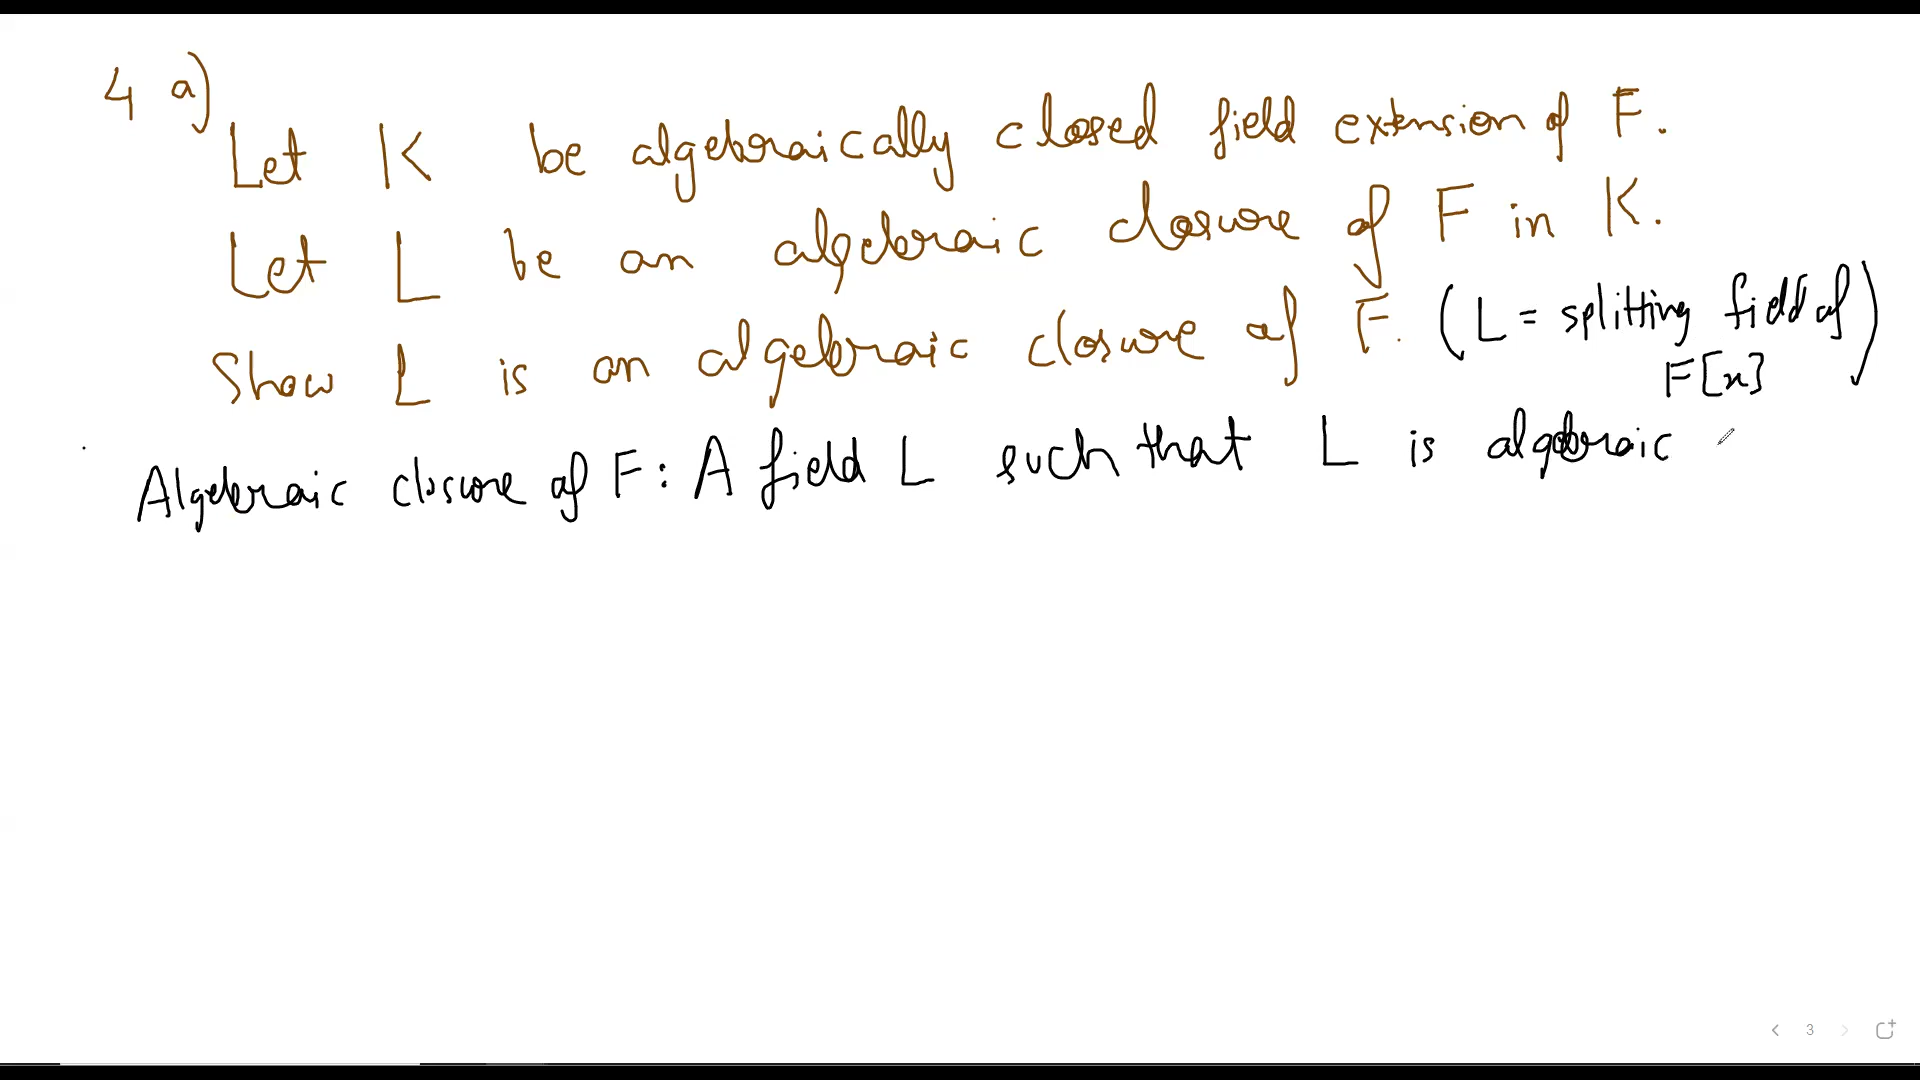 4 a)
Let K be algebraically closed field extension of F.
Let L be an algebraic closure of F in K.
Show L is an algebraic closure of F. (L = splitting field of
F[x])
Algebraic closure of F : A field L such that L is algebraic
3